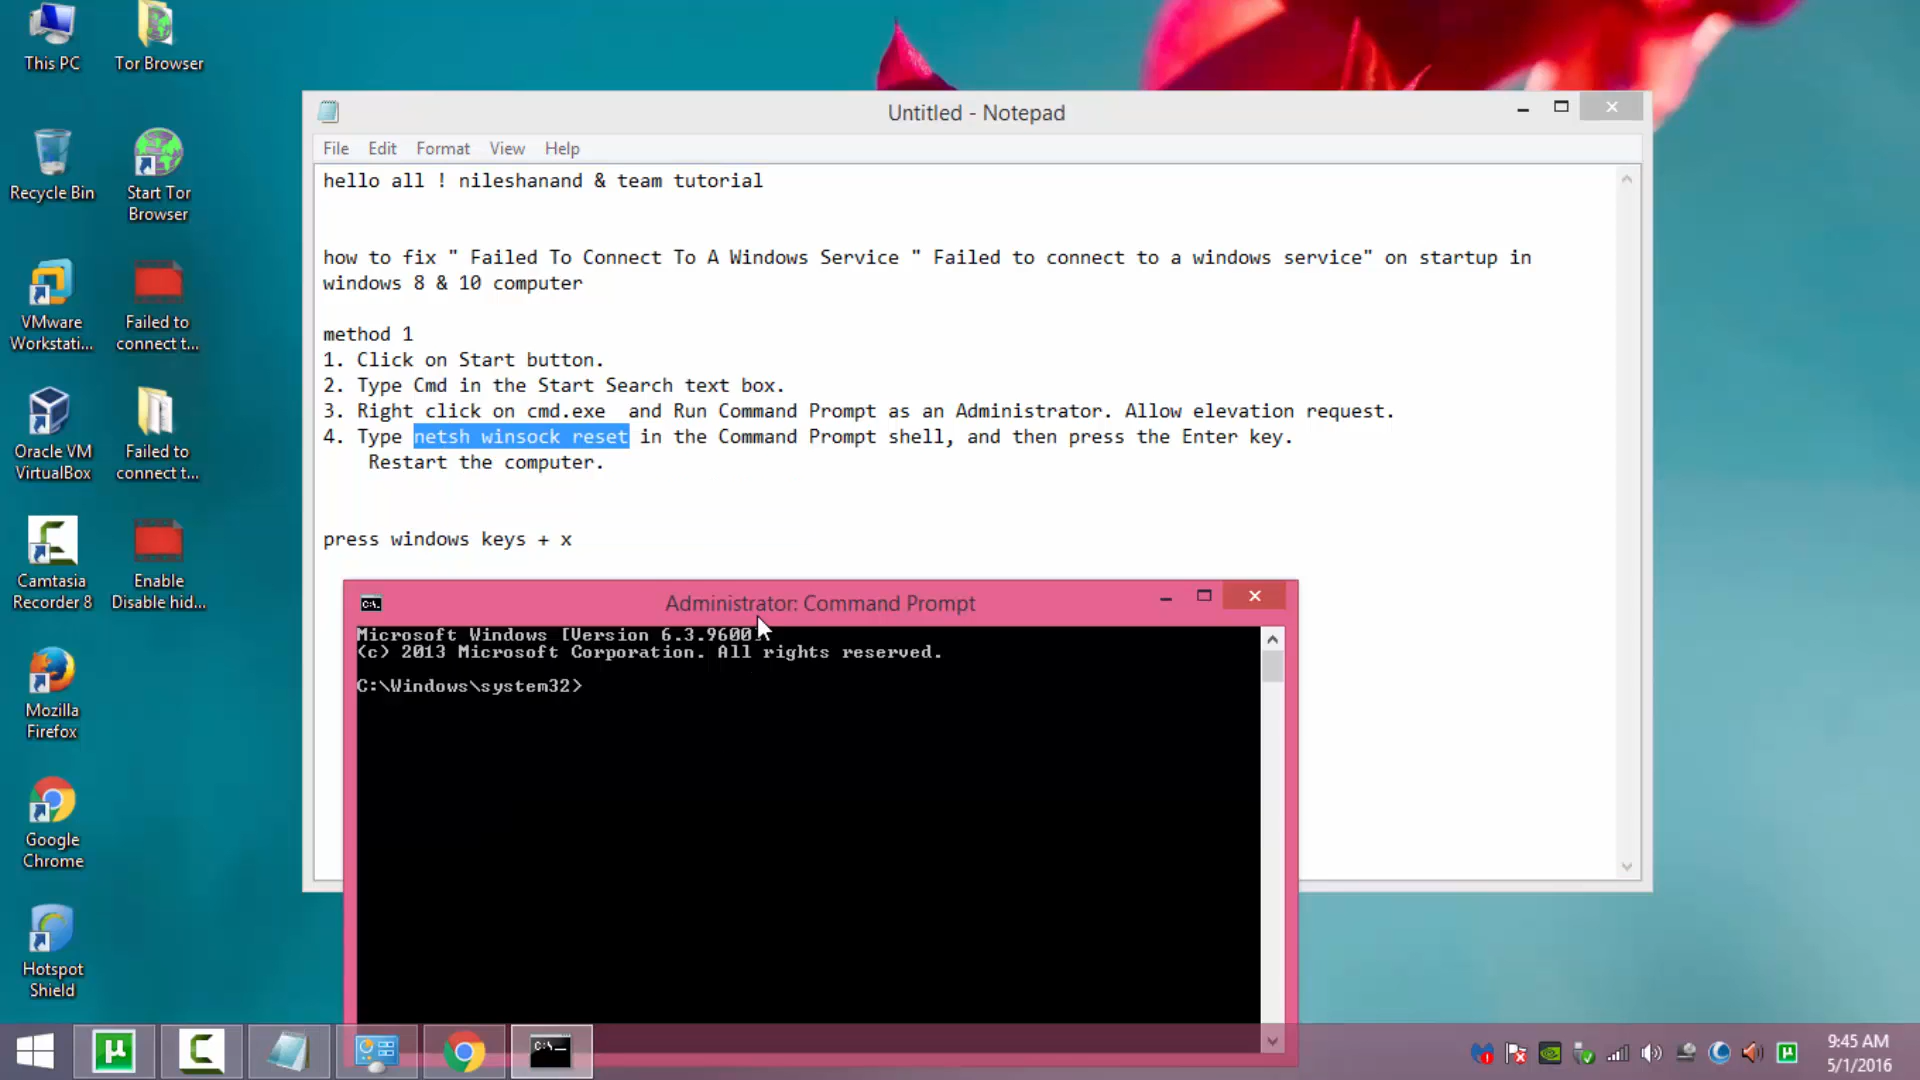 This PC
Tor Browser
Recycle Bin
Start Tor
Browser
VMware
Workstati...
Failed to
connect t...
Oracle VM
VirtualBox
Failed to
connect t...
Camtasia
Recorder 8
Enable
Disable hid...
Mozilla
Firefox
Google
Chrome
Hotspot
Shield
Untitled - Notepad
File Edit Format View Help
hello all ! nileshanand & team tutorial
how to fix " Failed To Connect To A Windows Service " Failed to connect to a windows service" on startup in
windows 8 & 10 computer
method 1
1. Click on Start button.
2. Type Cmd in the Start Search text box.
3. Right click on cmd.exe  and Run Command Prompt as an Administrator. Allow elevation request.
4. Type netsh winsock reset in the Command Prompt shell, and then press the Enter key.
Restart the computer.
press windows keys + x
Administrator: Command Prompt
Microsoft Windows [Version 6.3.9600]
(c) 2013 Microsoft Corporation. All rights reserved.
C:\Windows\system32>
9:45 AM
5/1/2016